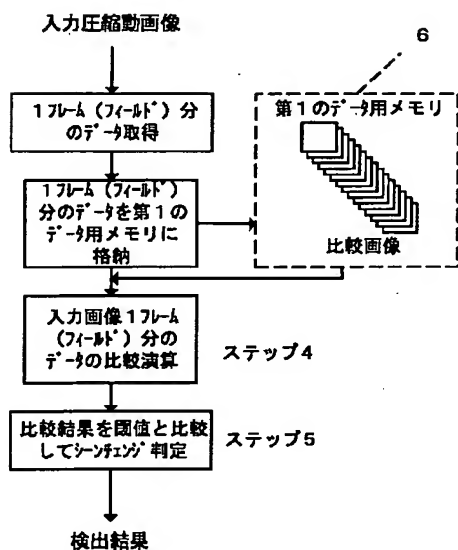 入力圧縮動画像
6
1フレーム(フィールド)分
のデータ取得
第1のデータ用メモリ
比較画像
1フレーム(フィールド)
分のデータを第1の
データ用メモリに
格納
入力画像1フレーム
(フィールド)分の
データの比較演算
ステップ4
比較結果を閾値と比較
してシーンチェンジ判定
ステップ5
検出結果